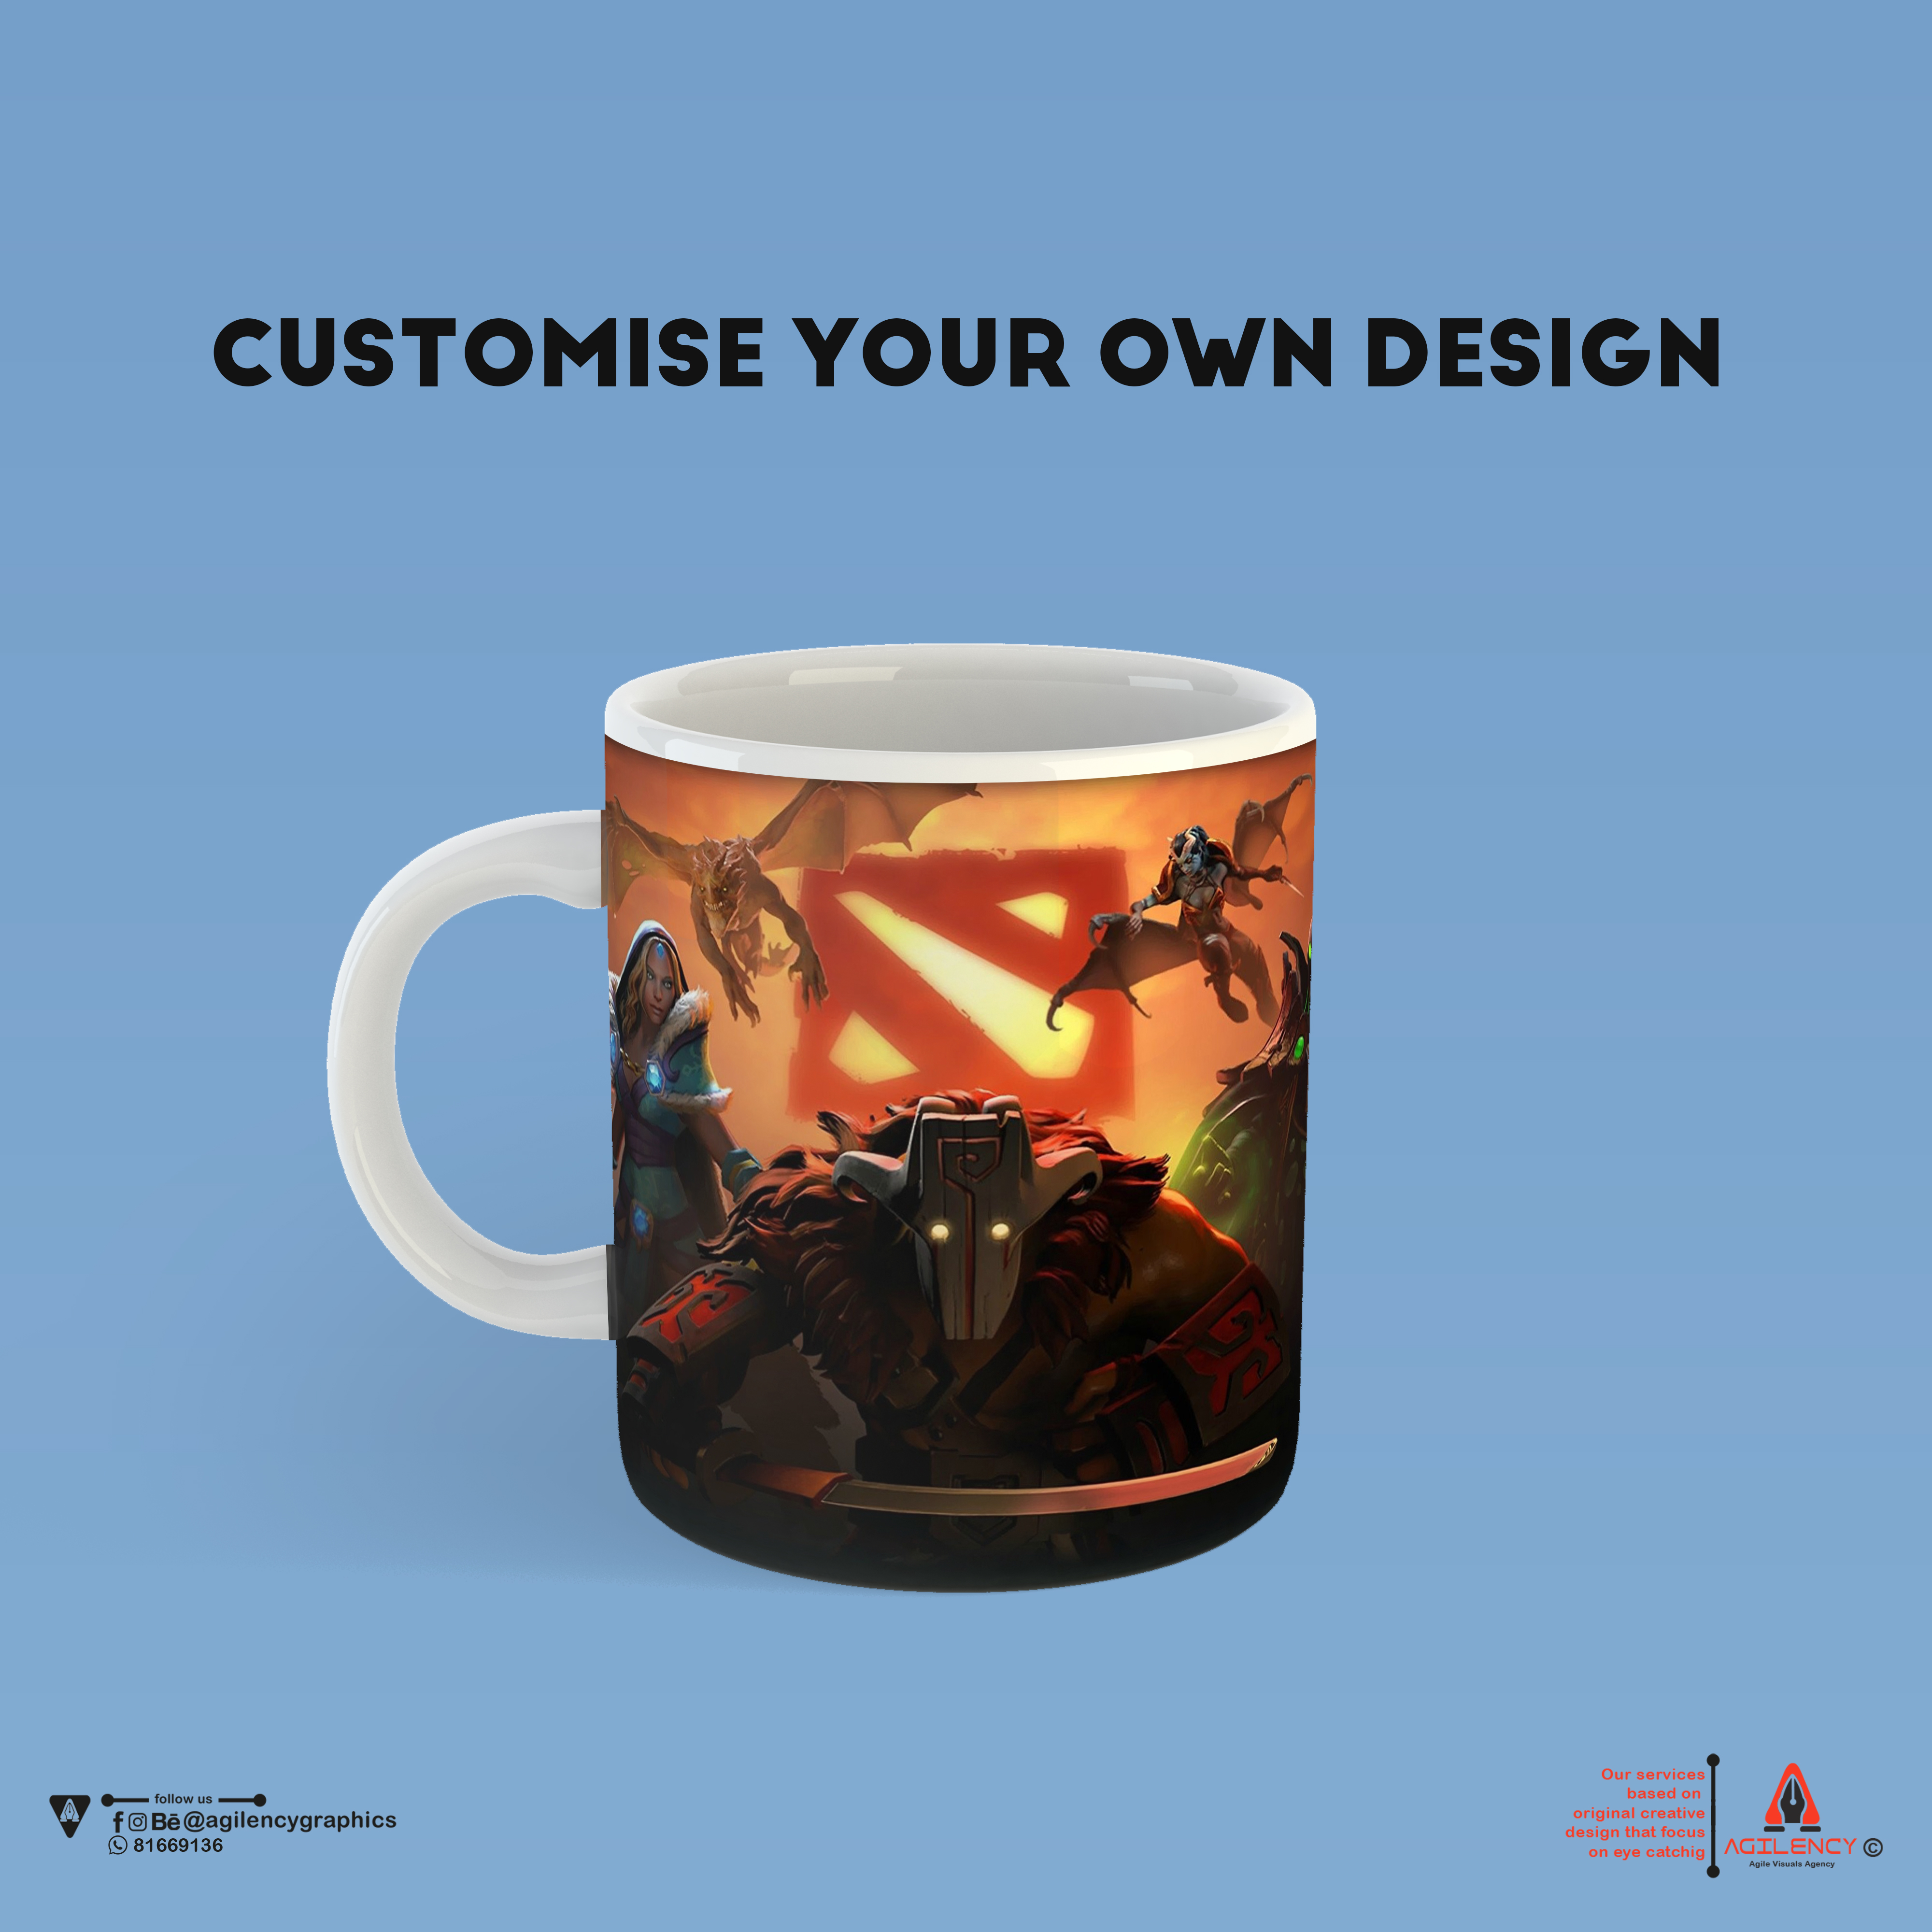 CUSTOMISE YOUR OWN DESIGN
follow us
f Bē@agilencygraphics
81669136
Our services
based on
original creative
design that focus
on eye catchig
AGILENCY ©
Agile Visuals Agency